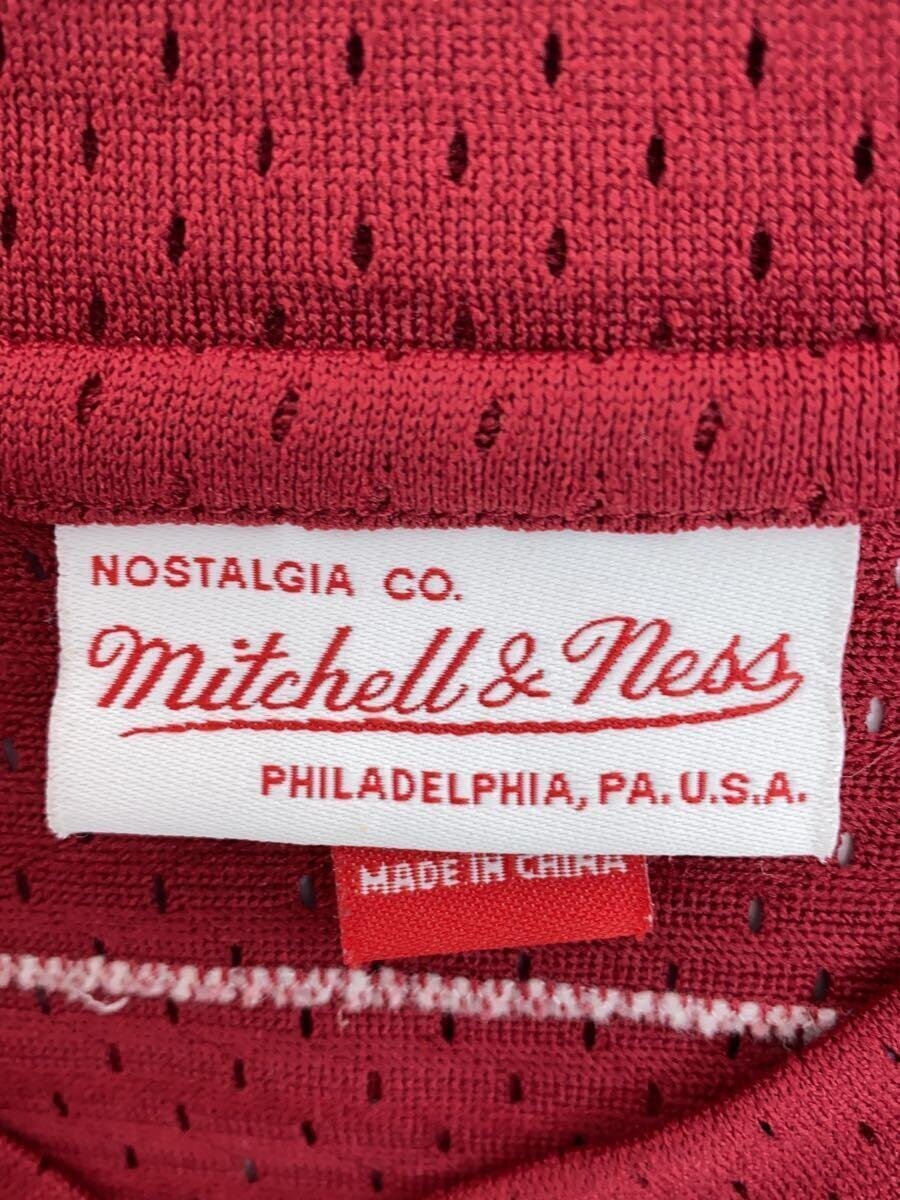 NOSTALGIA CO.
Mitchell & Ness
PHILADELPHIA, PA. U.S.A.
MADE IN CHINA